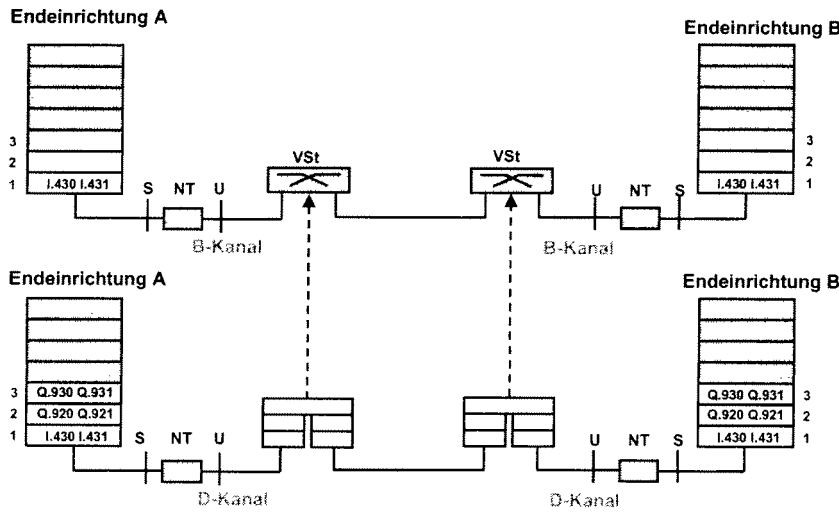 Endeinrichtung A
Endeinrichtung B
VSt
VSt
3
2
1
I.430 I.431
S
NT
U
U
NT
S
3
2
1
I.430 I.431
B-Kanal
B-Kanal
Endeinrichtung A
Endeinrichtung B
3
Q.930 Q.931
2
Q.920 Q.921
1
I.430 I.431
S
NT
U
U
NT
S
Q.930 Q.931
3
Q.920 Q.921
2
I.430 I.431
1
D-Kanal
D-Kanal